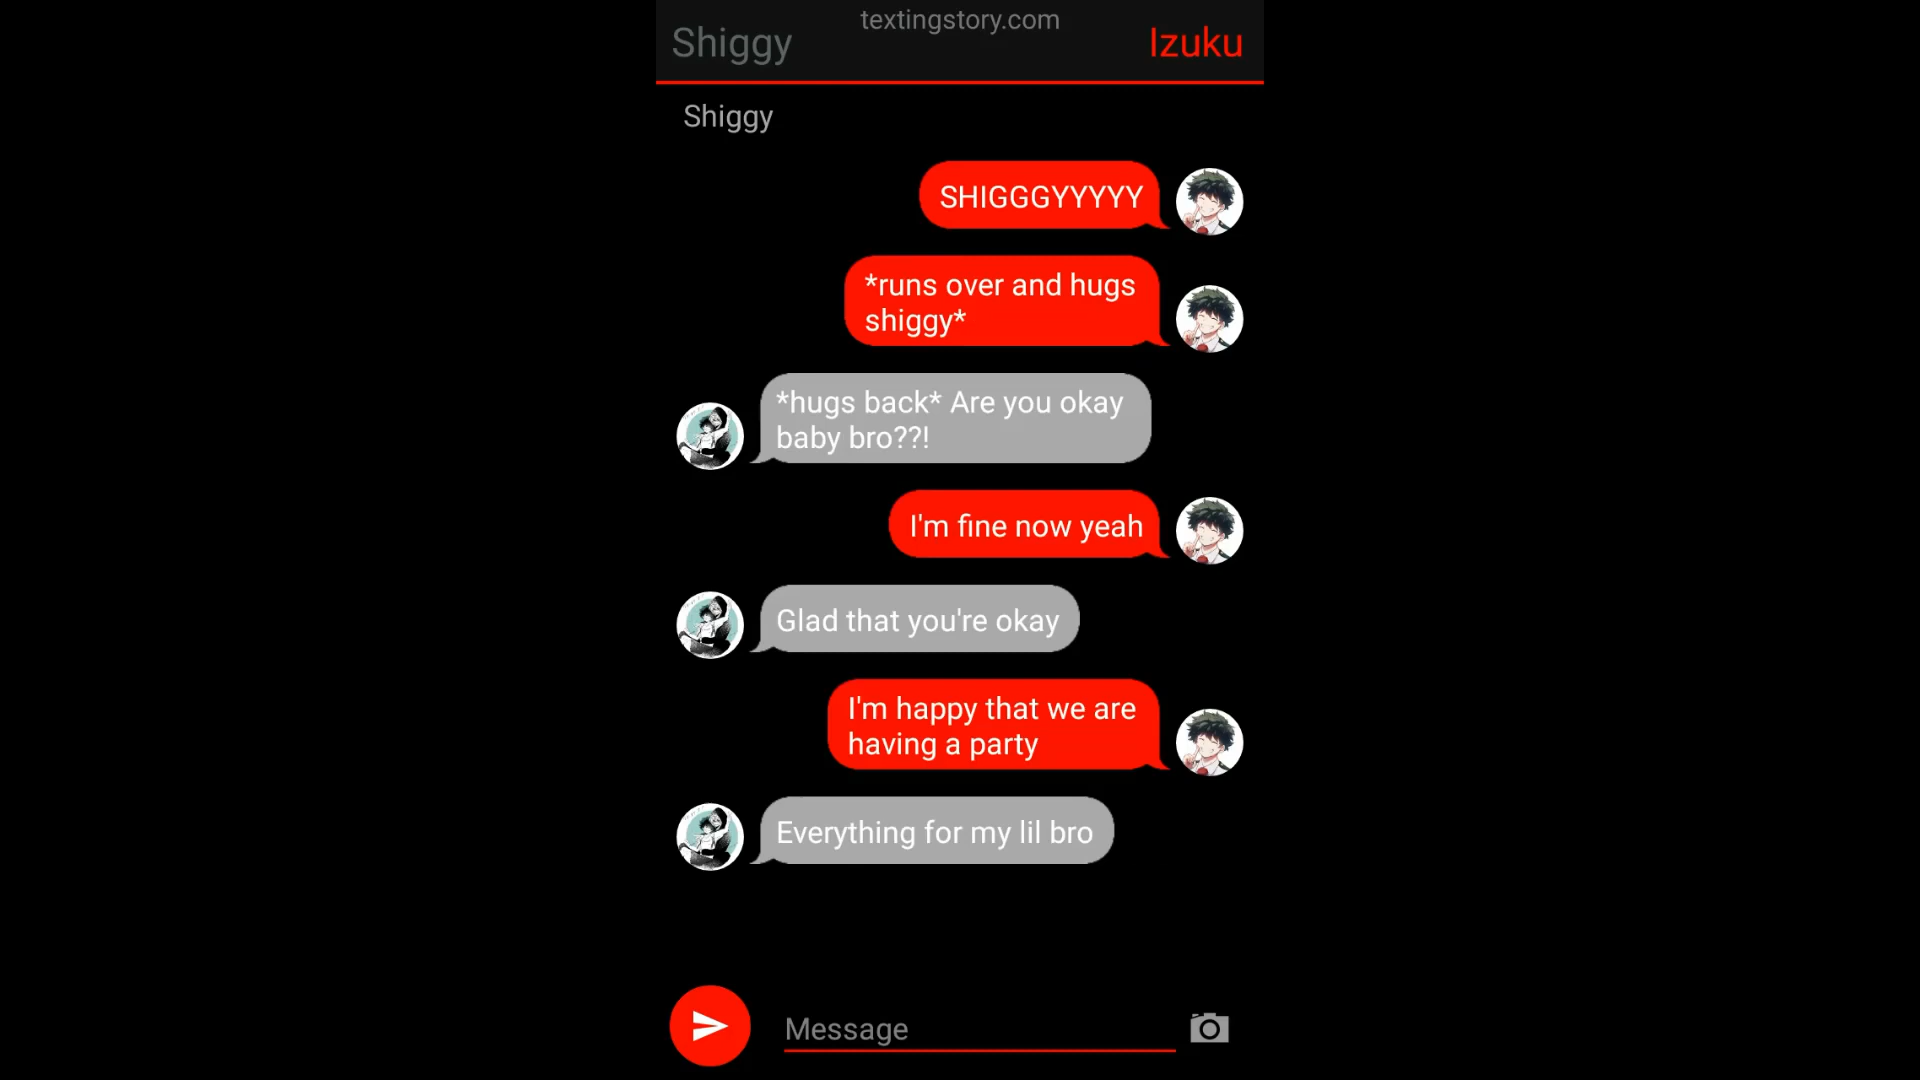 textingstory.com
Shiggy
Izuku
Shiggy
SHIGGGYYYYY
*runs over and hugs
shiggy*
*hugs back* Are you okay
baby bro??!
I'm fine now yeah
Glad that you're okay
I'm happy that we are
having a party
Everything for my lil bro
Message